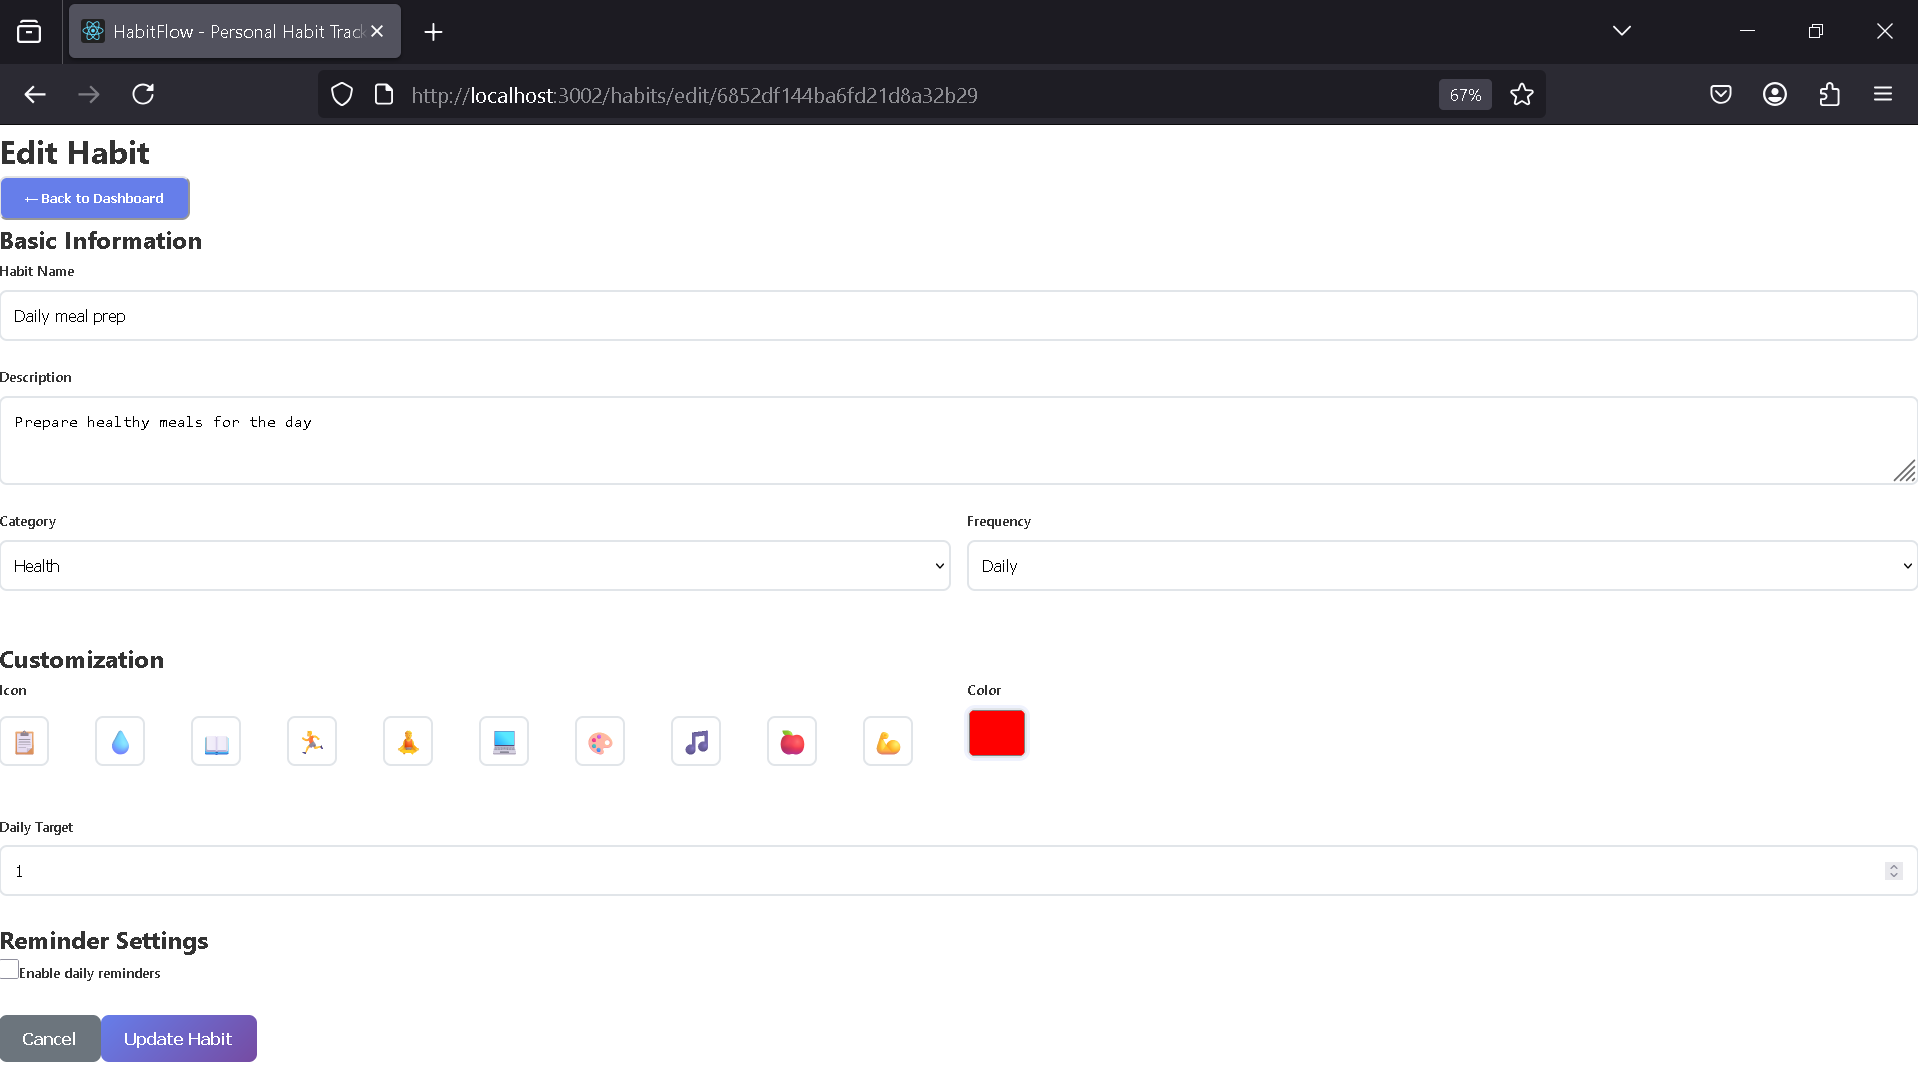 HabitFlow - Personal Habit Trac
http://localhost:3002/habits/edit/6852df144ba6fd21d8a32b29
67%
Edit Habit
← Back to Dashboard
Basic Information
Habit Name
Daily meal prep
Description
Prepare healthy meals for the day
Category
Frequency
Health
Daily
Customization
Icon
Color
Daily Target
1
Reminder Settings
Enable daily reminders
Cancel
Update Habit